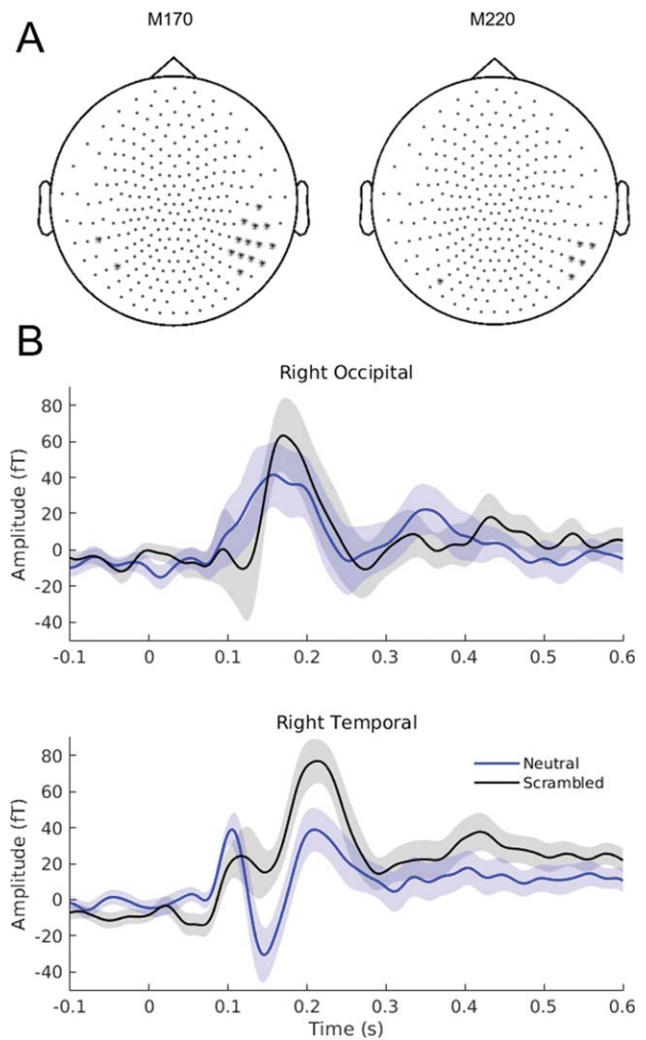 A
M170
M220
B
Right Occipital
80
60
40
20
0
-20
-40
Amplitude (fT)
-0.1 0 0.1 0.2 0.3 0.4 0.5 0.6
Right Temporal
80
60
40
20
0
-20
-40
Amplitude (fT)
Neutral
Scrambled
-0.1 0 0.1 0.2 0.3 0.4 0.5 0.6
Time (s)